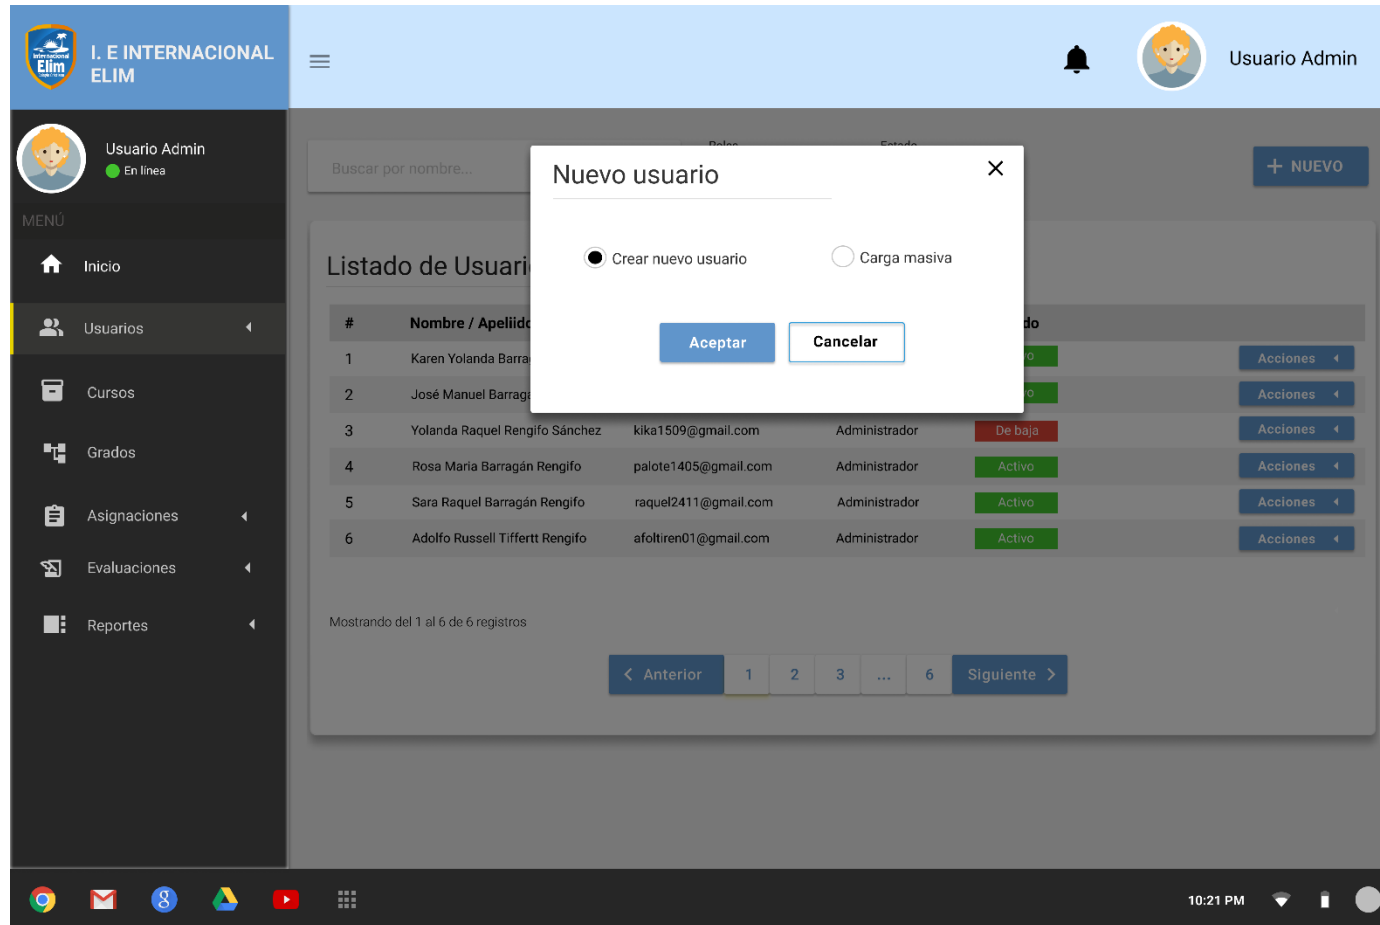 I. E INTERNACIONAL
ELIM
Usuario Admin
Usuario Admin
En línea
MENÚ
Inicio
Usuarios
Cursos
Grados
Asignaciones
Evaluaciones
Reportes
Buscar por nombre...
+ NUEVO
Nuevo usuario
Crear nuevo usuario
Carga masiva
Aceptar
Cancelar
Listado de Usuari
# Nombre / Apeliido do
1 Karen Yolanda Barra vo Acciones
2 José Manuel Barraga vo Acciones
3 Yolanda Raquel Rengifo Sánchez kika1509@gmail.com Administrador De baja Acciones
4 Rosa Maria Barragán Rengifo palote1405@gmail.com Administrador Activo Acciones
5 Sara Raquel Barragán Rengifo raquel2411@gmail.com Administrador Activo Acciones
6 Adolfo Russell Tiffertt Rengifo afoltiren01@gmail.com Administrador Activo Acciones
Mostrando del 1 al 6 de 6 registros
Anterior 1 2 3 ... 6 Siguiente
10:21 PM